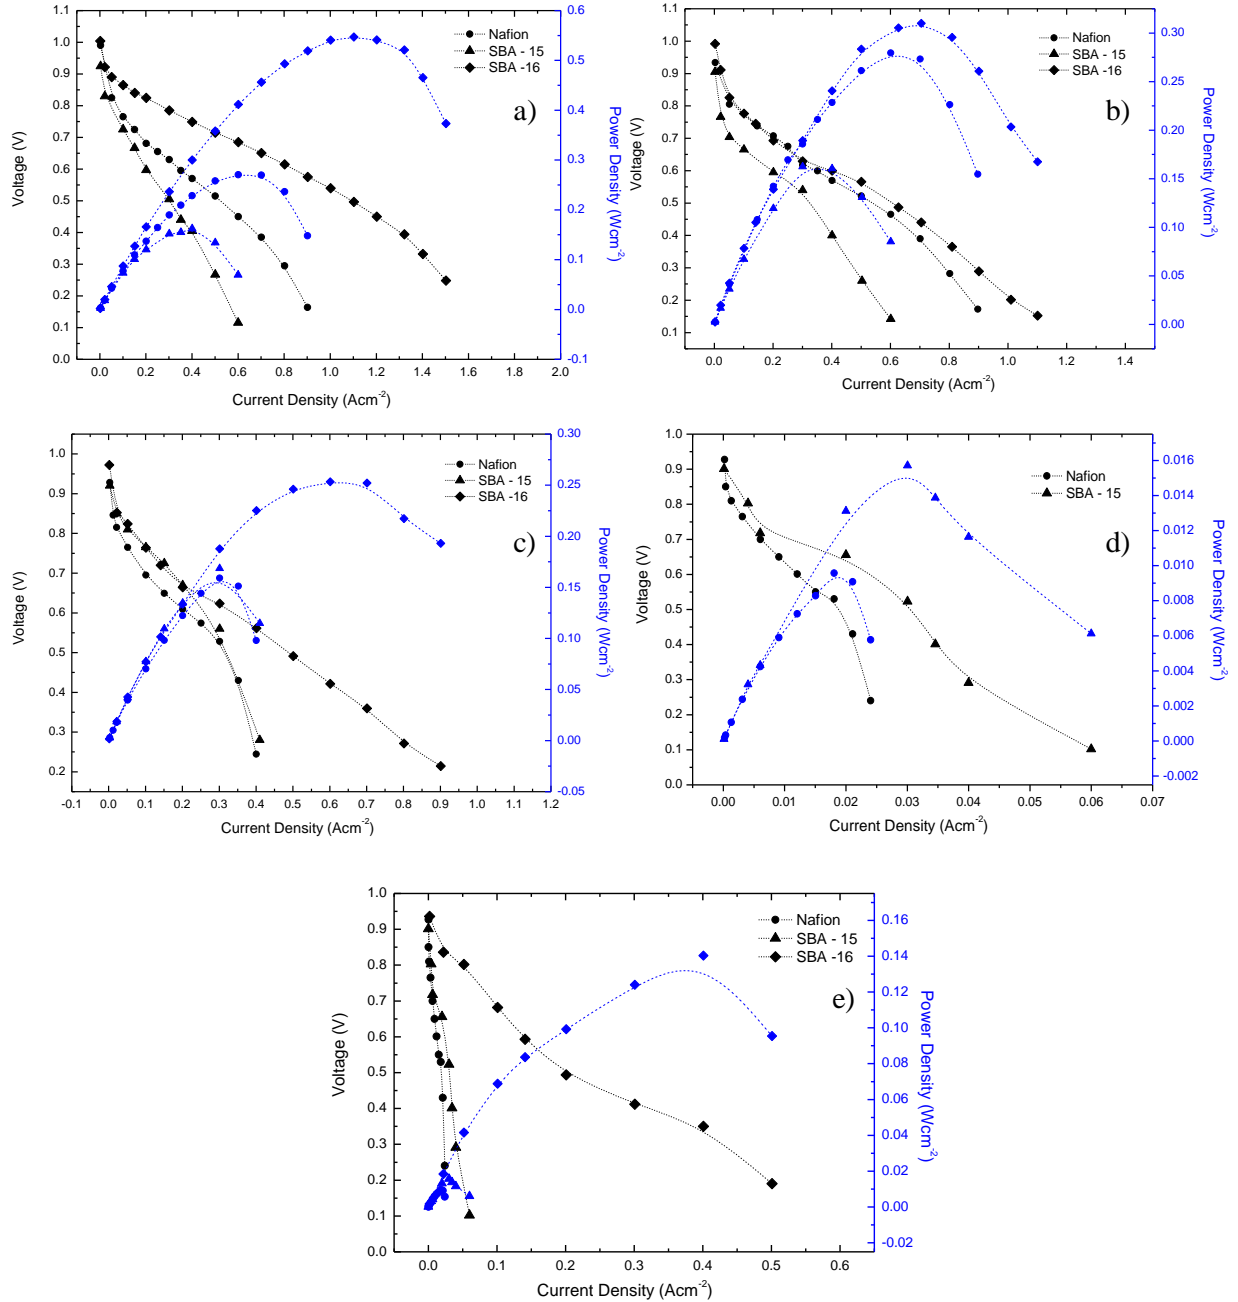 0.6
1.1
1.0
0.9
0.8
0.7
0.6
0.5
0.4
0.3
0.2
0.1
0.0
Voltage (V)
Nafion
SBA - 15
SBA -16
a)
0.5
0.4
0.3
0.2
0.1
0.0
-0.1
Power Density (Wcm-2)
0.0 0.2 0.4 0.6 0.8 1.0 1.2 1.4 1.6 1.8 2.0
Current Density (Acm-2)
1.1
1.0
0.9
0.8
0.7
0.6
0.5
0.4
0.3
0.2
0.1
Voltage (V)
Nafion
SBA - 15
SBA -16
b)
0.30
0.25
0.20
0.15
0.10
0.05
0.00
Power Density (Wcm-2)
0.0 0.2 0.4 0.6 0.8 1.0 1.2 1.4
Current Density (Acm-2)
1.0
0.9
0.8
0.7
0.6
0.5
0.4
0.3
0.2
Voltage (V)
Nafion
SBA - 15
SBA -16
c)
0.30
0.25
0.20
0.15
0.10
0.05
0.00
-0.05
Power Density (Wcm-2)
-0.1 0.0 0.1 0.2 0.3 0.4 0.5 0.6 0.7 0.8 0.9 1.0 1.1 1.2
Current Density (Acm-2)
1.0
0.9
0.8
0.7
0.6
0.5
0.4
0.3
0.2
0.1
0.0
Voltage (V)
Nafion
SBA - 15
d)
0.016
0.014
0.012
0.010
0.008
0.006
0.004
0.002
0.000
-0.002
Power Density (Wcm-2)
0.00 0.01 0.02 0.03 0.04 0.05 0.06 0.07
Current Density (Acm-2)
1.0
0.9
0.8
0.7
0.6
0.5
0.4
0.3
0.2
0.1
0.0
Voltage (V)
Nafion
SBA - 15
SBA -16
e)
0.16
0.14
0.12
0.10
0.08
0.06
0.04
0.02
0.00
-0.02
Power Density (Wcm-2)
0.0 0.1 0.2 0.3 0.4 0.5 0.6
Current Density (Acm-2)